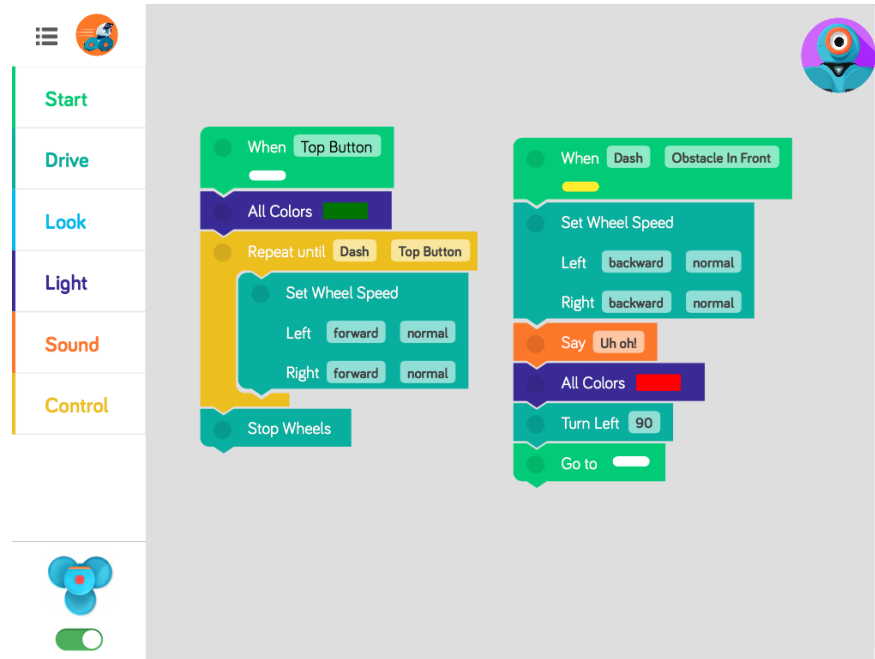 Start
Drive
Look
Light
Sound
Control
When Top Button
All Colors
Repeat until Dash Top Button
Set Wheel Speed
Left forward normal
Right forward normal
Stop Wheels
When Dash Obstacle In Front
Set Wheel Speed
Left backward normal
Right backward normal
Say Uh oh!
All Colors
Turn Left 90
Go to